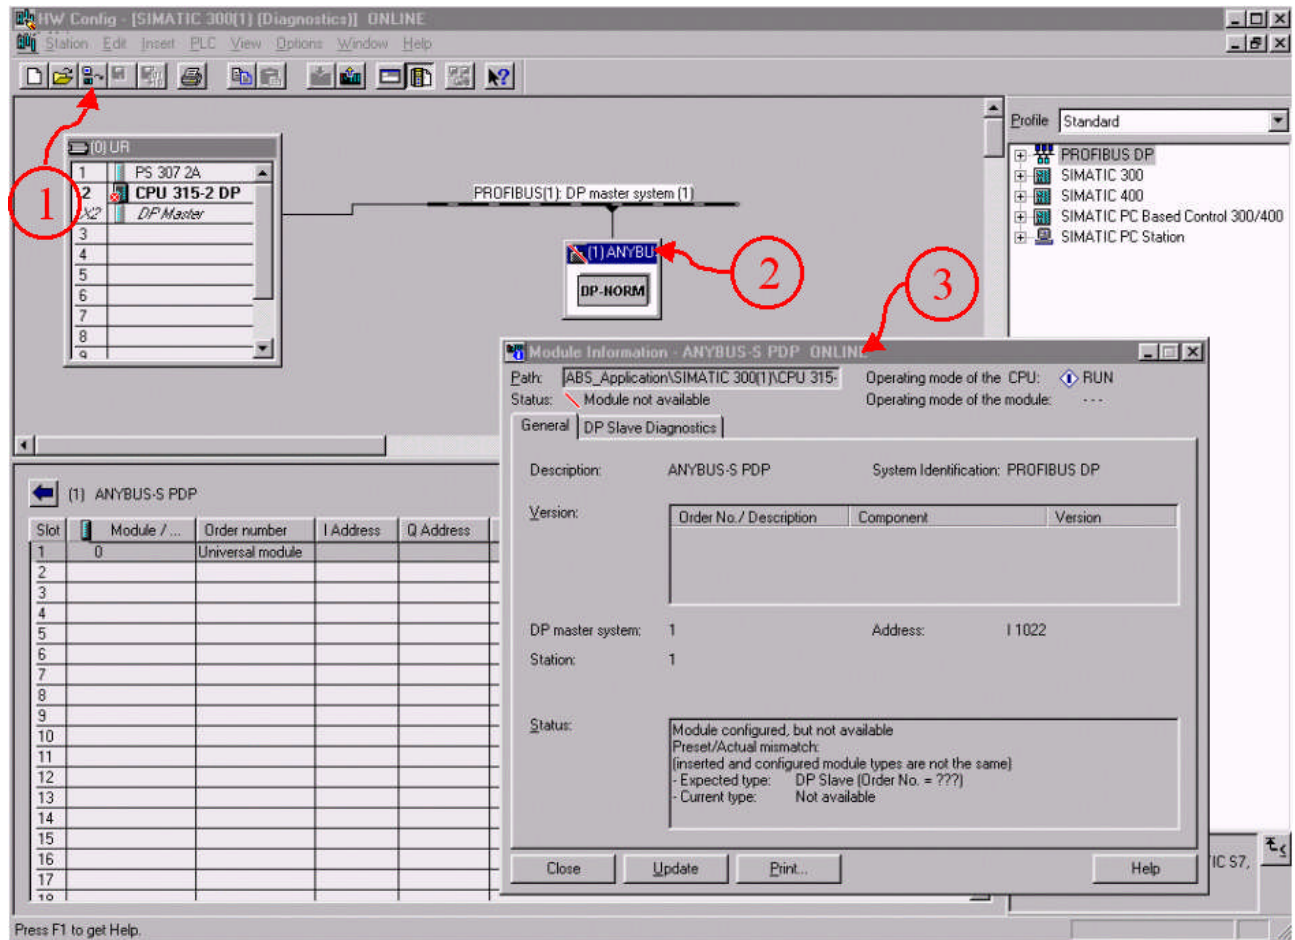 HW Config - [SIMATIC 300(1) (Diagnostics)] ONLINE
Station Edit Insert PLC View Options Window Help
Profile Standard
PROFIBUS DP
SIMATIC 300
SIMATIC 400
SIMATIC PC Based Control 300/400
SIMATIC PC Station
(0) UR
1 PS 307 2A
2 CPU 315-2 DP
X2 DP Master
3
4
5
6
7
8
9
1
PROFIBUS(1): DP master system (1)
(1) ANYBU
DP-NORM
2
3
Module Information - ANYBUS-S PDP ONLINE
Path: ABS_Application\SIMATIC 300(1)\CPU 315- Operating mode of the CPU: RUN
Status: Module not available Operating mode of the module: ---
General DP Slave Diagnostics
Description: ANYBUS-S PDP System Identification: PROFIBUS DP
Version: Order No./ Description Component Version
DP master system: 1 Address: I 1022
Station: 1
Status: Module configured, but not available
Preset/Actual mismatch:
(inserted and configured module types are not the same)
- Expected type: DP Slave (Order No. = ???)
- Current type: Not available
Close Update Print... Help
(1) ANYBUS-S PDP
Slot Module / ... Order number I Address Q Address
1 0 Universal module
2
3
4
5
6
7
8
9
10
11
12
13
14
15
16
17
18
IC S7,
Press F1 to get Help.